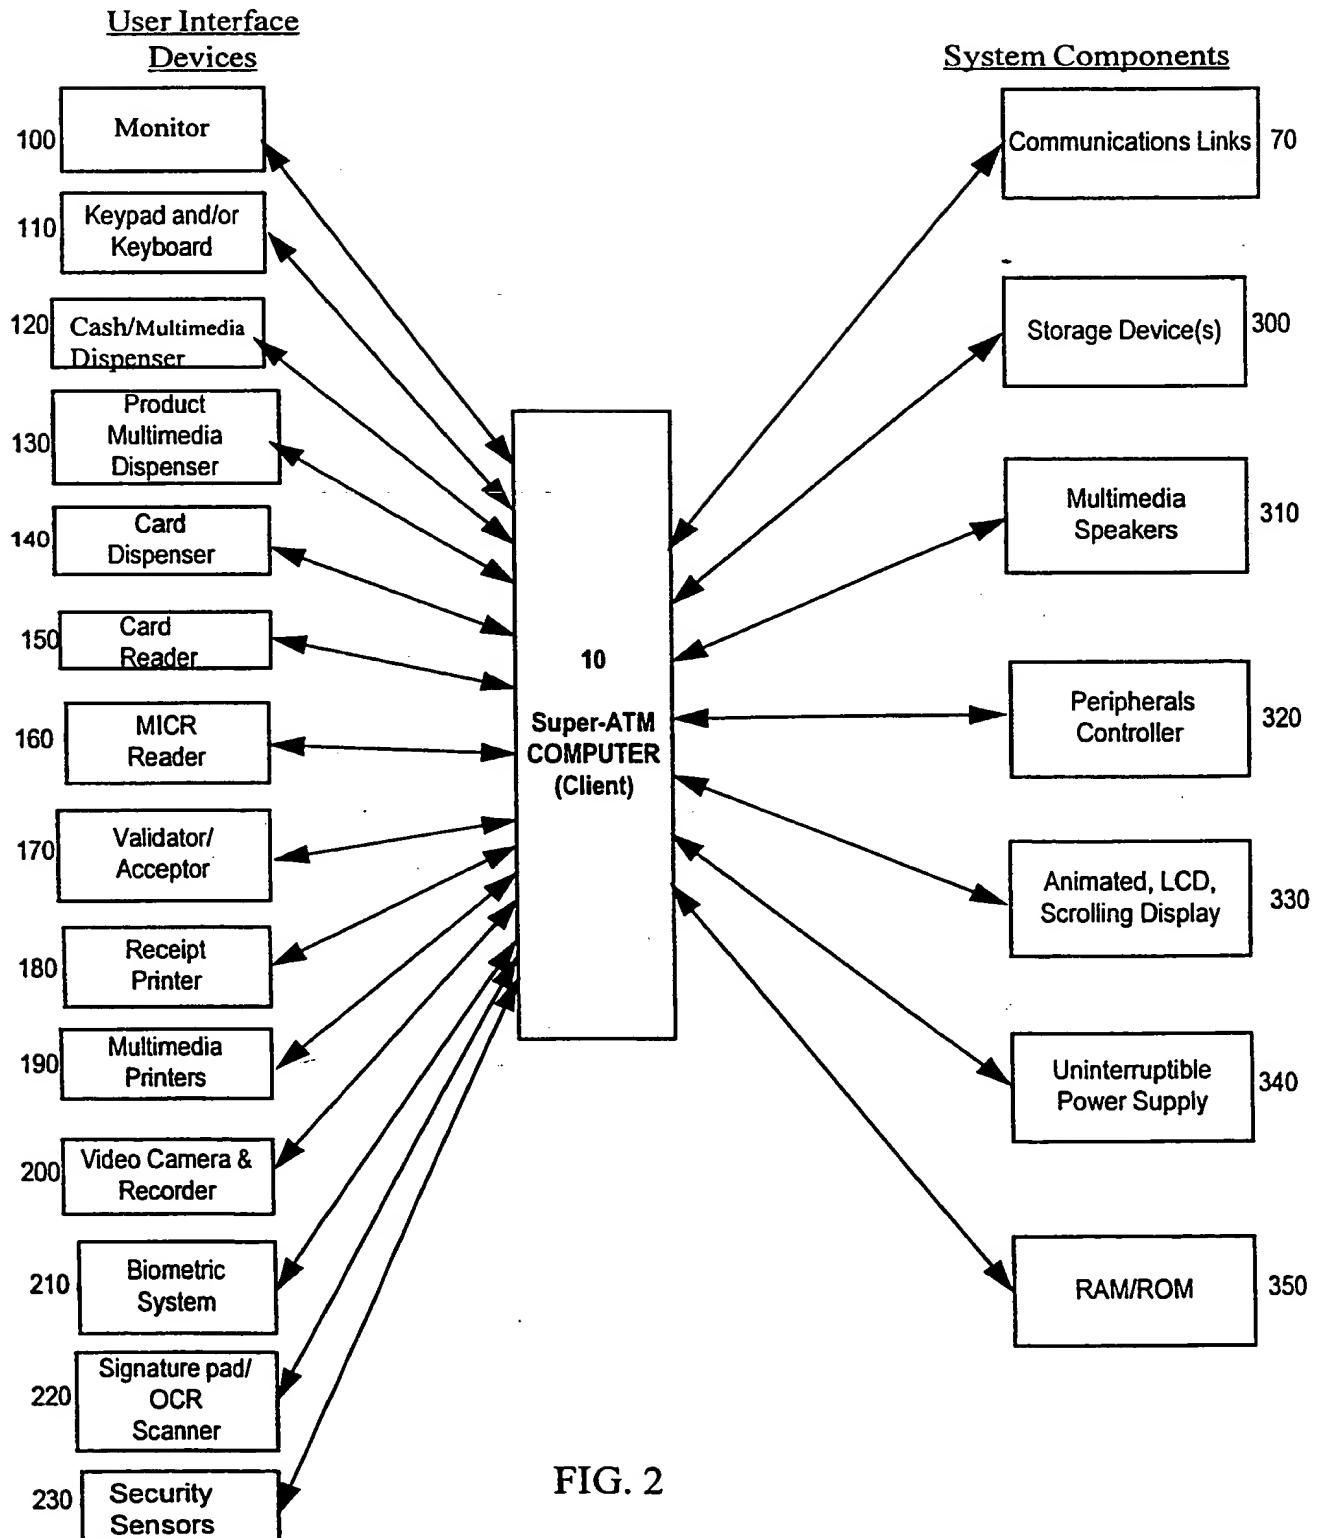 User Interface
Devices
100
Monitor
110
Keypad and/or
Keyboard
120
Cash/Multimedia
Dispenser
130
Product
Multimedia
Dispenser
140
Card
Dispenser
150
Card
Reader
160
MICR
Reader
170
Validator/
Acceptor
180
Receipt
Printer
190
Multimedia
Printers
200
Video Camera &
Recorder
210
Biometric
System
220
Signature pad/
OCR
Scanner
230
Security
Sensors
10
Super-ATM
COMPUTER
(Client)
System Components
Communications Links
70
Storage Device(s)
300
Multimedia
Speakers
310
Peripherals
Controller
320
Animated, LCD,
Scrolling Display
330
Uninterruptible
Power Supply
340
RAM/ROM
350
FIG. 2